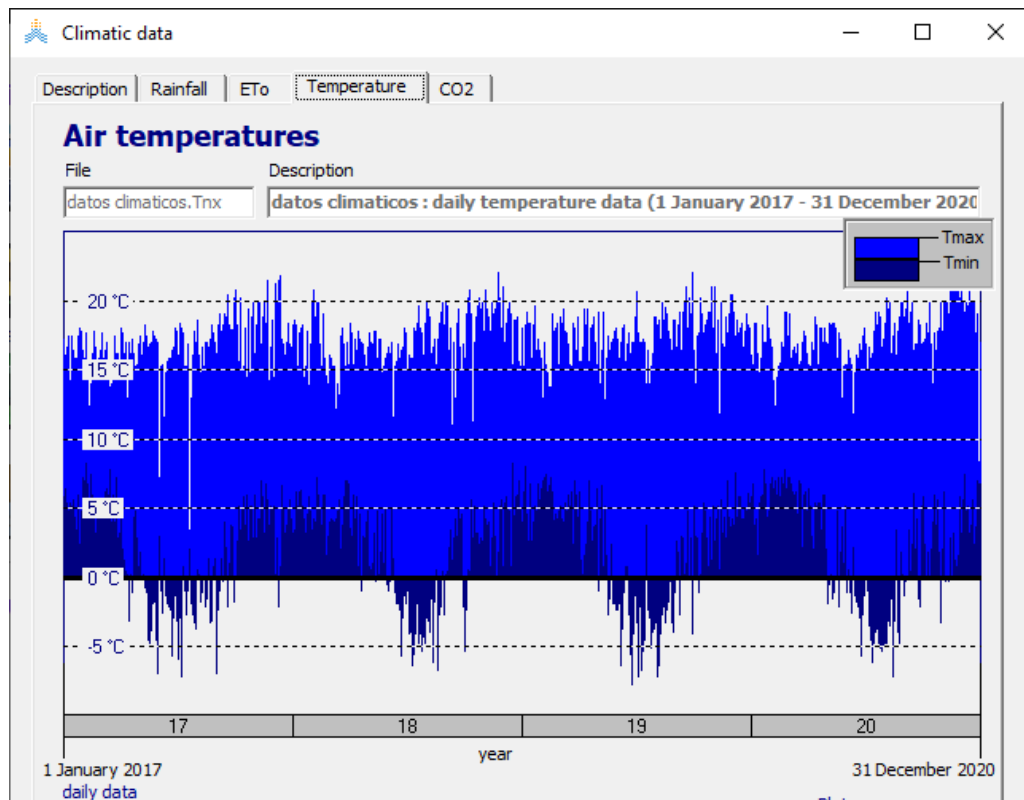 Climatic data
Description Rainfall ETo Temperature CO2
Air temperatures
File Description
datos climaticos.Tnx datos climaticos : daily temperature data (1 January 2017 - 31 December 2020
Tmax
Tmin
20 °C
15 °C
10 °C
5 °C
0 °C
-5 °C
17 18 19 20
year
1 January 2017 31 December 2020
daily data